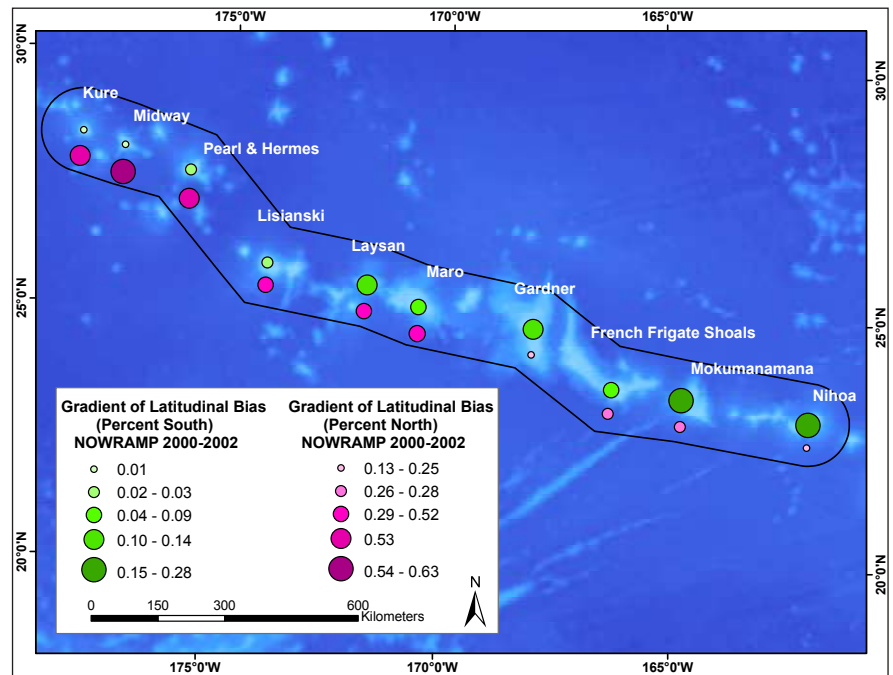 175°0'W
170°0'W
165°0'W
30°0'N
30°0'N
Kure
Midway
Pearl & Hermes
Lisianski
Laysan
Maro
Gardner
25°0'N
25°0'N
French Frigate Shoals
Mokumanamana
Nihoa
Gradient of Latitudinal Bias
(Percent South)
NOWRAMP 2000-2002
0.01
0.02 - 0.03
0.04 - 0.09
0.10 - 0.14
0.15 - 0.28
Gradient of Latitudinal Bias
(Percent North)
NOWRAMP 2000-2002
0.13 - 0.25
0.26 - 0.28
0.29 - 0.52
0.53
0.54 - 0.63
N
0 150 300 600
Kilometers
20°0'N
20°0'N
175°0'W
170°0'W
165°0'W